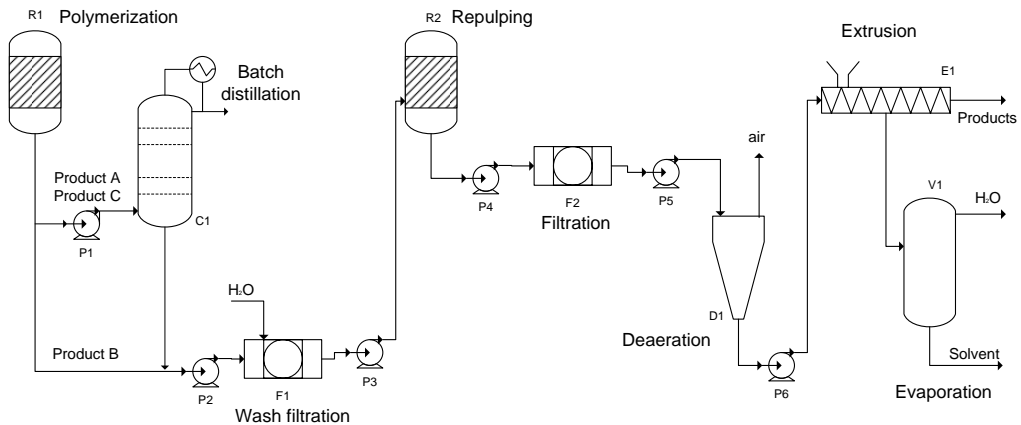 R1
Polymerization
Batch
distillation
Product A
Product C
P1
C1
H₂O
Product B
P2
F1
Wash filtration
P3
R2
Repulping
P4
F2
Filtration
P5
air
D1
Deaeration
P6
Extrusion
E1
Products
V1
H₂O
Solvent
Evaporation